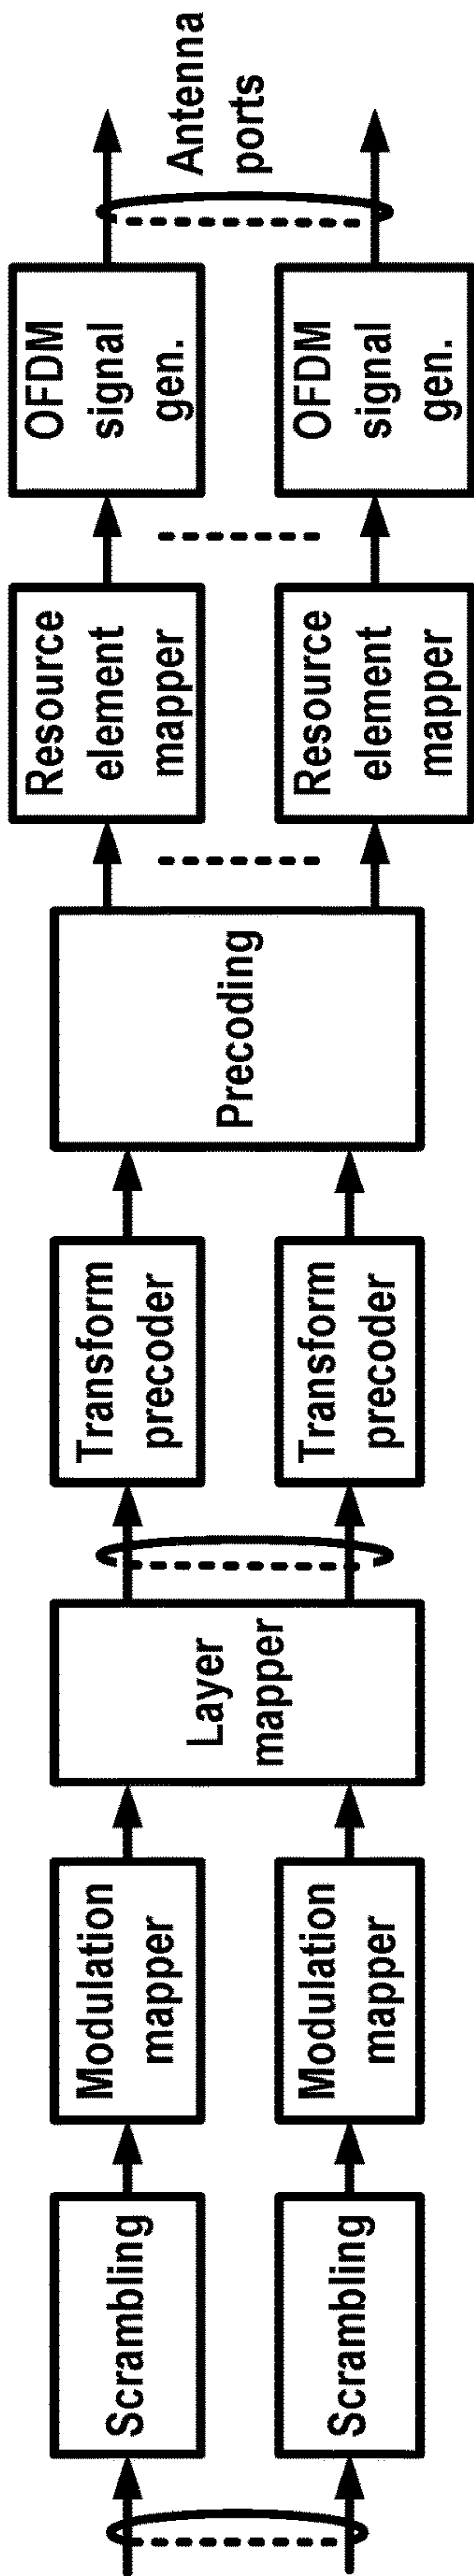 Scrambling
Scrambling
Modulation
mapper
Modulation
mapper
Layer
mapper
Transform
precoder
Transform
precoder
Precoding
Resource
element
mapper
Resource
element
mapper
OFDM
signal
gen.
OFDM
signal
gen.
Antenna
ports